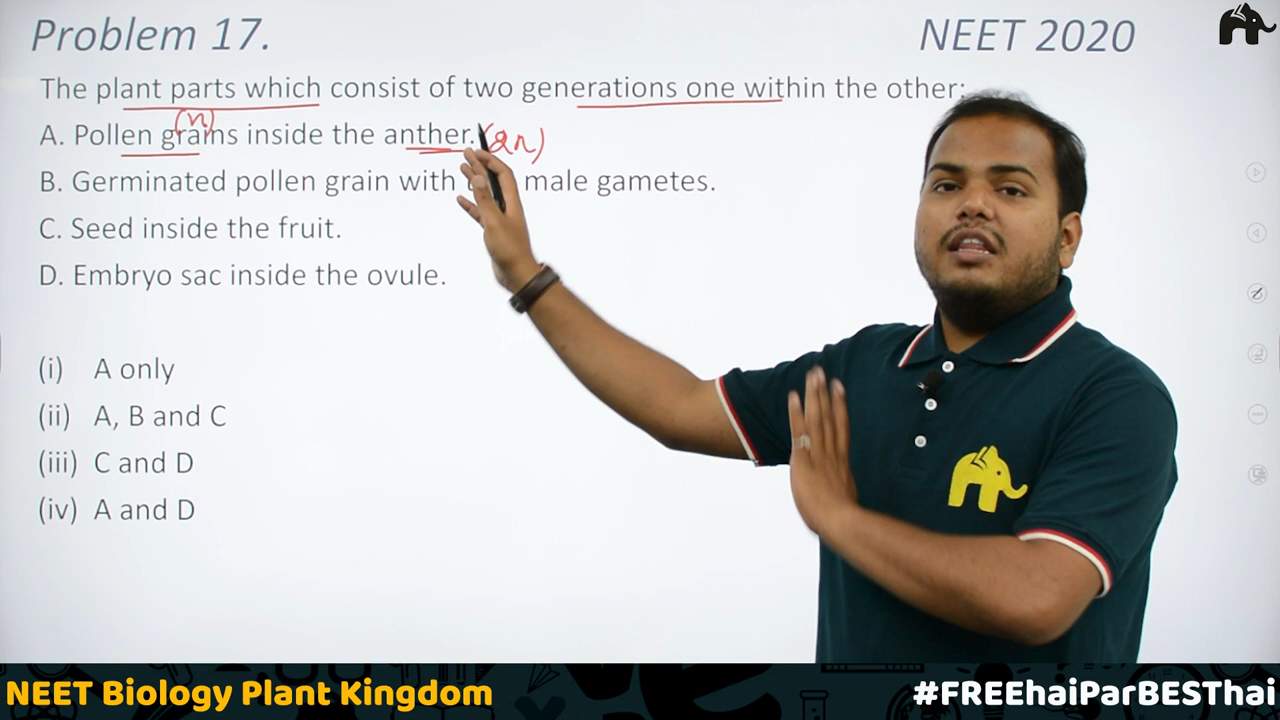 Problem 17.
NEET 2020
The plant parts which consist of two generations one within the other:
(n)
A. Pollen grains inside the anther. (2n)
B. Germinated pollen grain with male gametes.
C. Seed inside the fruit.
D. Embryo sac inside the ovule.
(i) A only
(ii) A, B and C
(iii) C and D
(iv) A and D
NEET Biology Plant Kingdom
#FREEhaiParBESThai